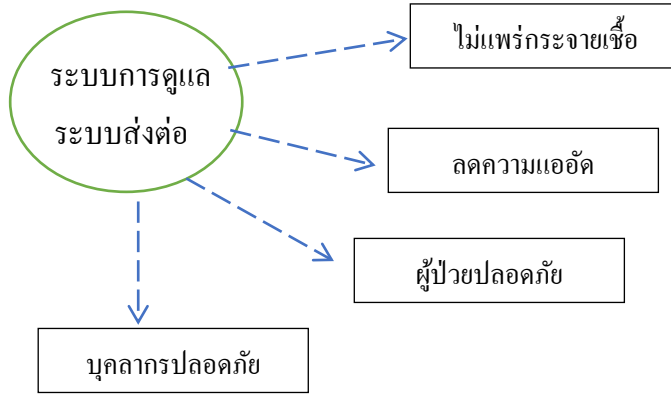 ไม่แพร่กระจายเชื้อ
ระบบการดูแล
ระบบส่งต่อ
ลดความแออัด
ผู้ป่วยปลอดภัย
บุคลากรปลอดภัย